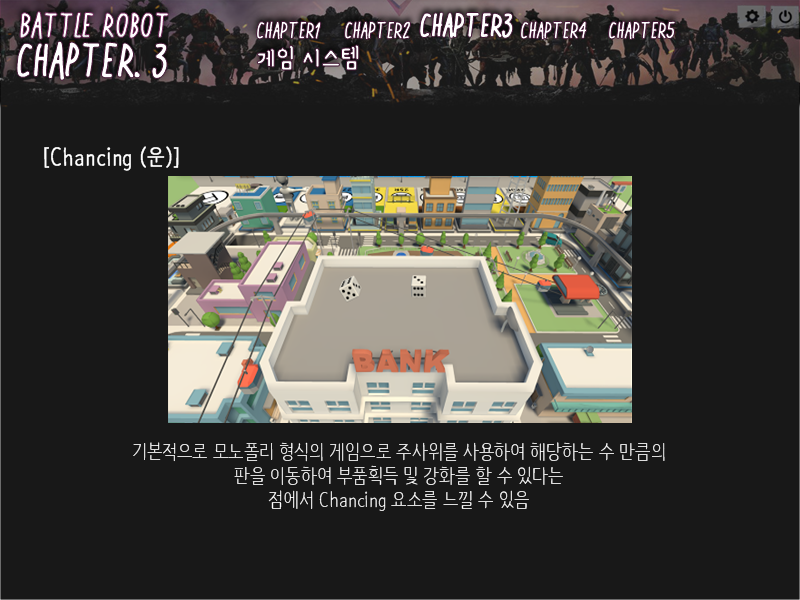 BATTLE ROBOT
CHAPTER. 3
CHAPTER1 CHAPTER2 CHAPTER3 CHAPTER4 CHAPTER5
게임 시스템
[Chancing (운)]
BANK
기본적으로 모노폴리 형식의 게임으로 주사위를 사용하여 해당하는 수 만큼의
판을 이동하여 부품획득 및 강화를 할 수 있다는
점에서 Chancing 요소를 느낄 수 있음